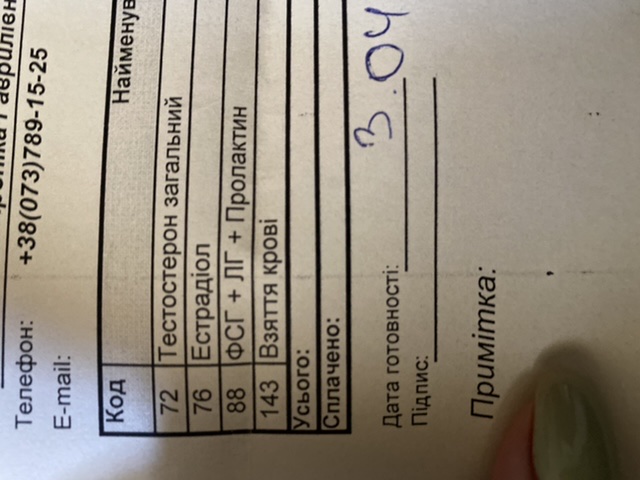 Телефон: +38(073)789-15-25
E-mail:
Код Найменув
72 Тестостерон загальний
76 Естрадіол
88 ФСГ + ЛГ + Пролактин
143 Взяття крові
Усього:
Сплачено:
Дата готовності: 3.04
Підпис:
Примітка: